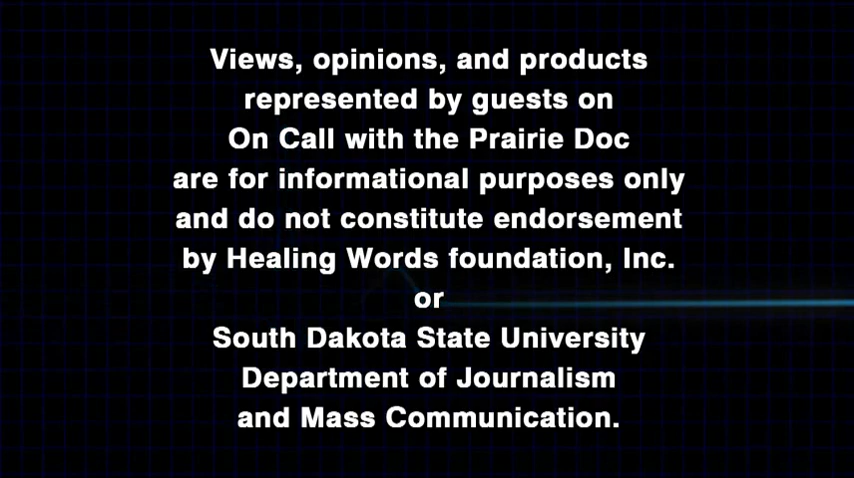 Views, opinions, and products
represented by guests on
On Call with the Prairie Doc
are for informational purposes only
and do not constitute endorsement
by Healing Words foundation, Inc.
or
South Dakota State University
Department of Journalism
and Mass Communication.